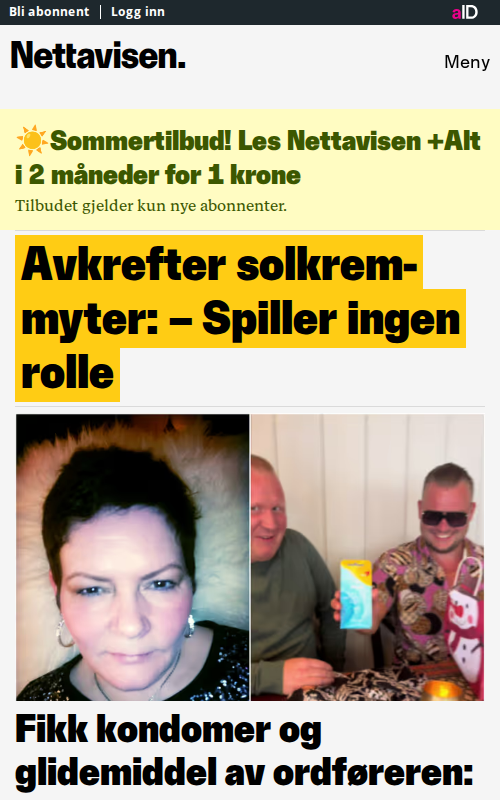 Bli abonnent | Logg inn
aID
Nettavisen.
Meny
Sommertilbud! Les Nettavisen +Alt
i 2 måneder for 1 krone
Tilbudet gjelder kun nye abonnenter.
Avkrefter solkrem-
myter: – Spiller ingen
rolle
Fikk kondomer og
glidemiddel av ordføreren: